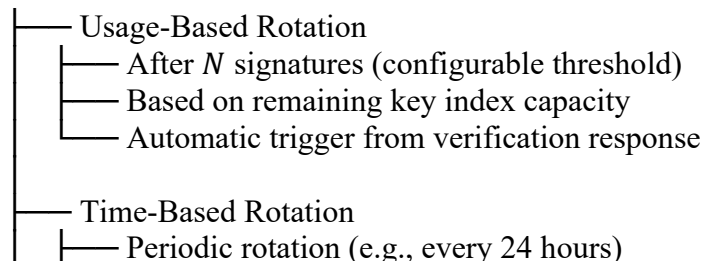 Usage-Based Rotation
After N signatures (configurable threshold)
Based on remaining key index capacity
Automatic trigger from verification response
Time-Based Rotation
Periodic rotation (e.g., every 24 hours)